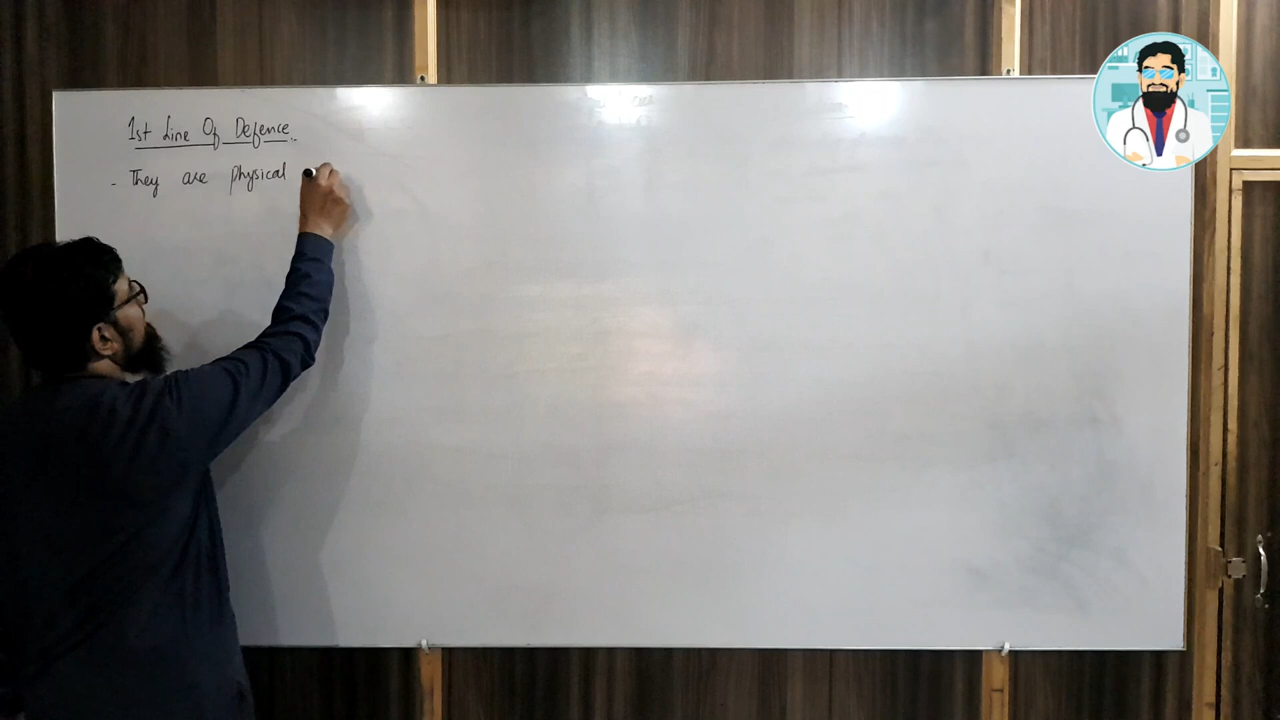 1st Line Of Defence..
- They are physical